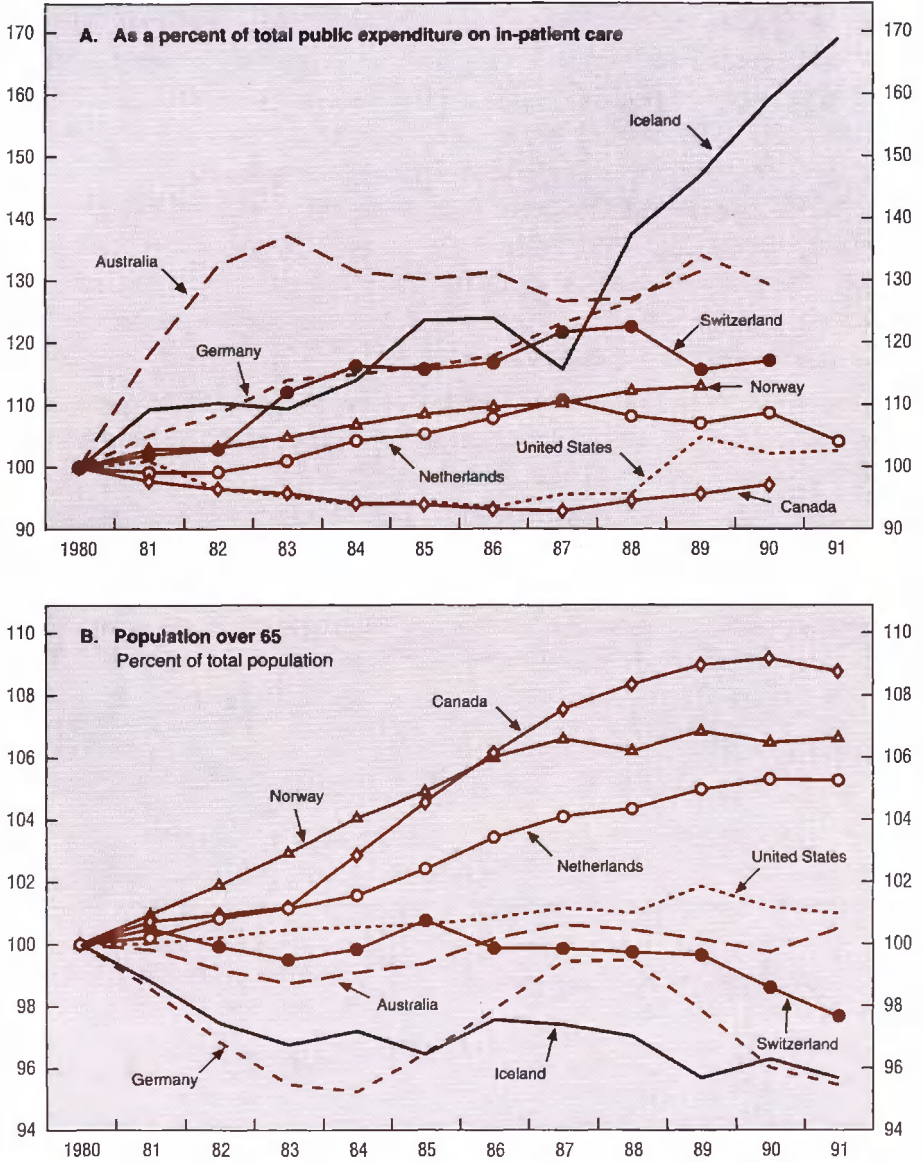 A. As a percent of total public expenditure on in-patient care
170
160
150
140
130
120
110
100
90
170
160
150
140
130
120
110
100
90
Iceland
Australia
Switzerland
Germany
Norway
United States
Netherlands
Canada
1980 81 82 83 84 85 86 87 88 89 90 91
B. Population over 65
Percent of total population
110
108
106
104
102
100
98
96
94
110
108
106
104
102
100
98
96
94
Canada
Norway
Netherlands
United States
Australia
Switzerland
Iceland
Germany
1980 81 82 83 84 85 86 87 88 89 90 91